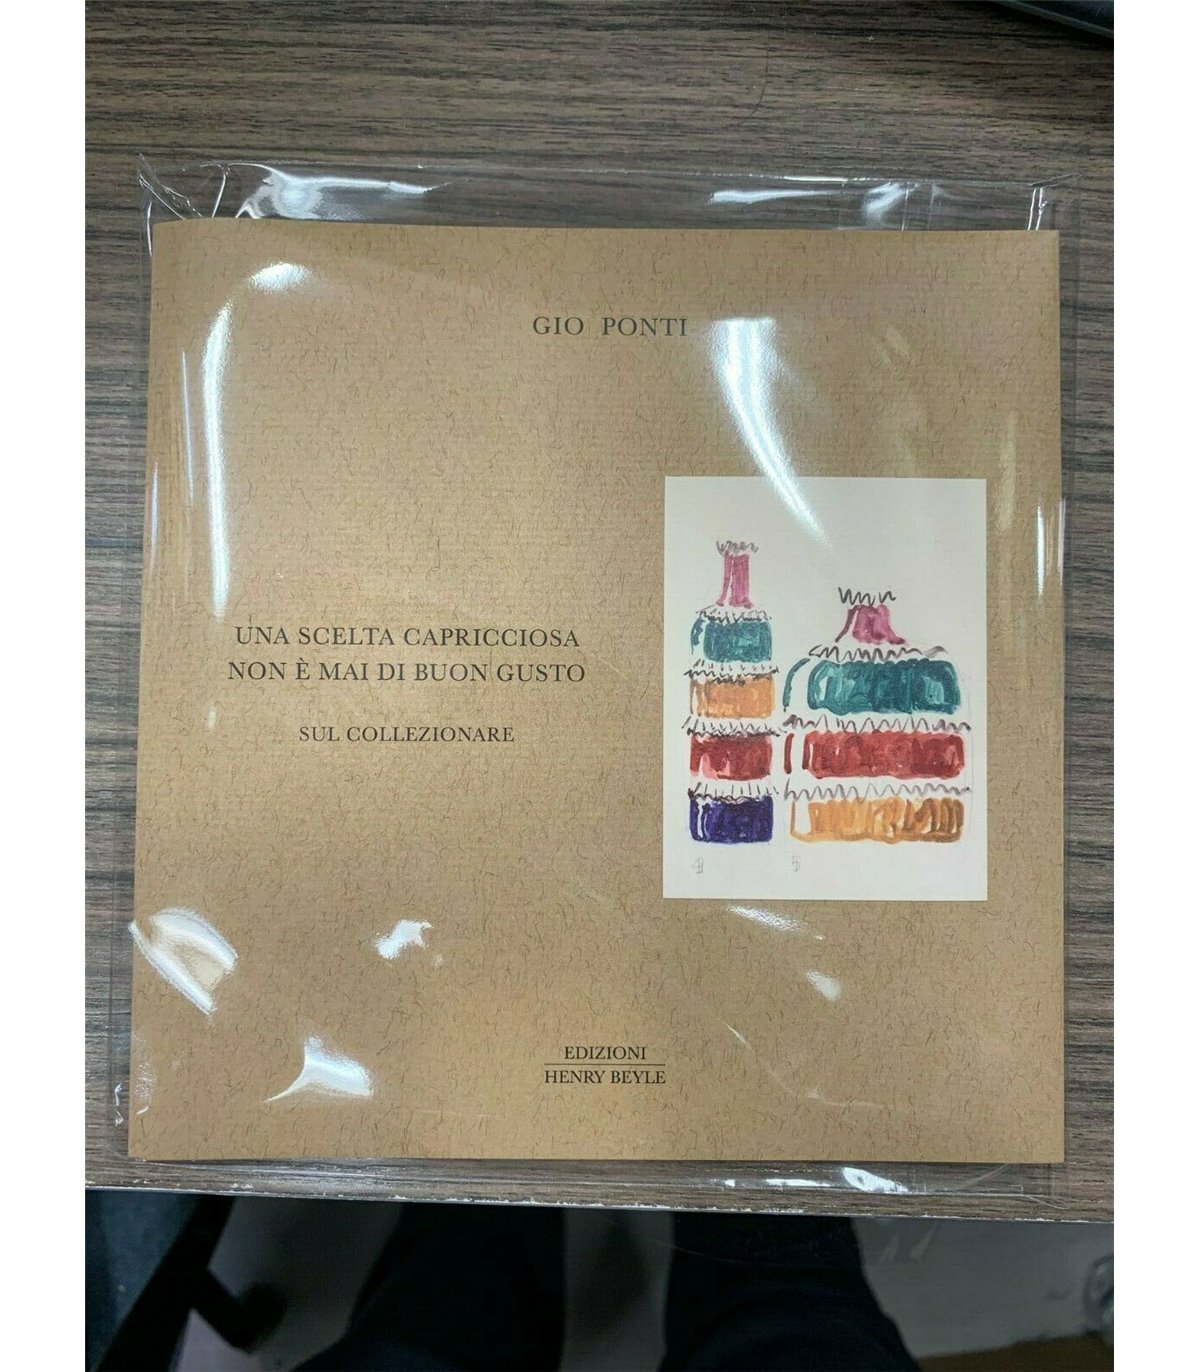 GIO PONTI
UNA SCELTA CAPRICCIOSA
NON È MAI DI BUON GUSTO
SUL COLLEZIONARE
EDIZIONI
HENRY BEYLE